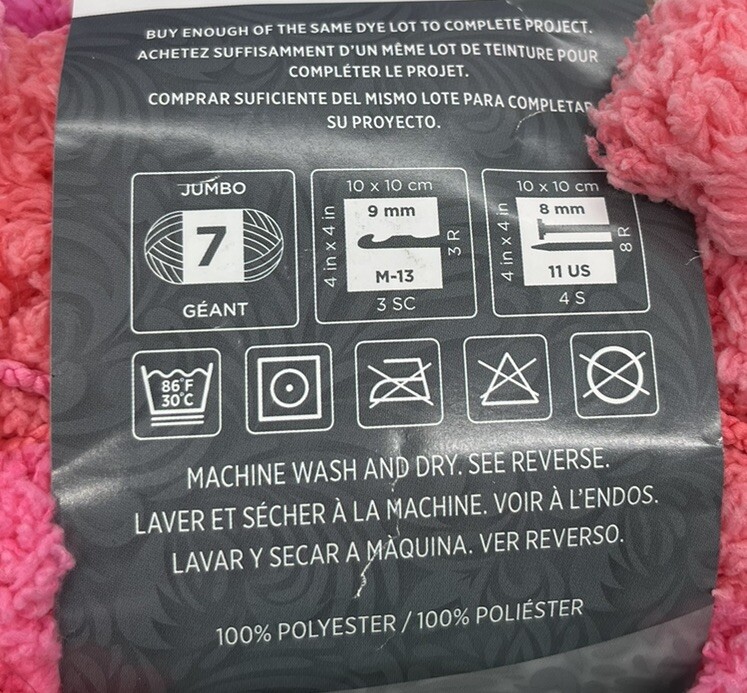 BUY ENOUGH OF THE SAME DYE LOT TO COMPLETE PROJECT.
ACHETEZ SUFFISAMMENT D'UN MÊME LOT DE TEINTURE POUR
COMPLÉTER LE PROJET.
COMPRAR SUFICIENTE DEL MISMO LOTE PARA COMPLETAR
SU PROYECTO.
JUMBO
7
GÉANT
10 x 10 cm
4 in x 4 in
9 mm
M-13
3 R
3 SC
10 x 10 cm
4 in x 4 in
8 mm
11 US
8 R
4 S
86°F
30°C
MACHINE WASH AND DRY. SEE REVERSE.
LAVER ET SÉCHER À LA MACHINE. VOIR À L'ENDOS.
LAVAR Y SECAR A MÀQUINA. VER REVERSO.
100% POLYESTER / 100% POLIÉSTER